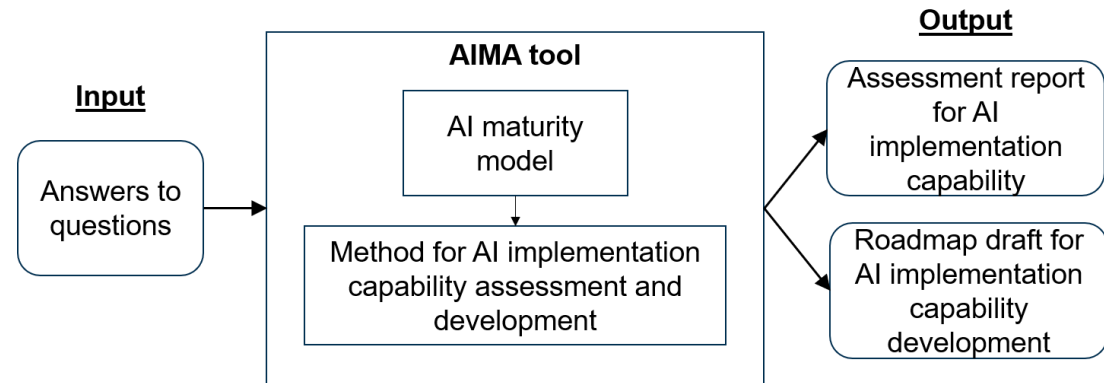 Input
Answers to
questions
AIMA tool
AI maturity
model
Method for AI implementation
capability assessment and
development
Output
Assessment report
for AI
implementation
capability
Roadmap draft for
AI implementation
capability
development